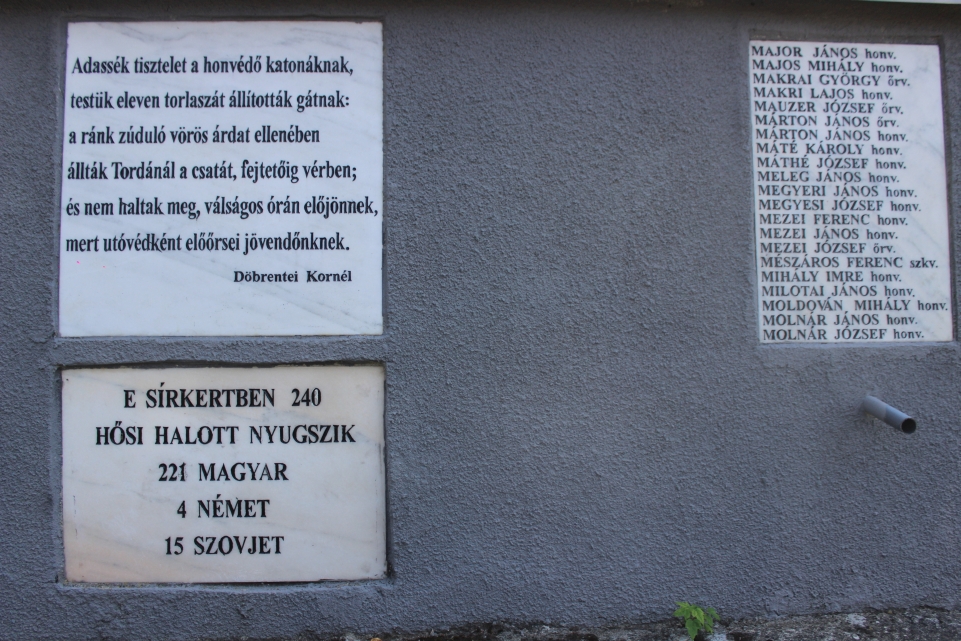 Adassék tisztelet a honvédő katonáknak,
testük eleven torlaszát állították gátnak:
a ránk zúduló vörös árdat ellenében
állták Tordánál a csatát, fejtetőig vérben;
és nem haltak meg, válságos órán előjönnek,
mert utóvédként előőrsei jövendőnknek.
Döbrentei Kornél
E SÍRKERTBEN 240
HŐSI HALOTT NYUGSZIK
221 MAGYAR
4 NÉMET
15 SZOVJET
MAJOR JÁNOS honv.
MAJOS MIHÁLY honv.
MAKRAI GYÖRGY őrv.
MAKRI LAJOS honv.
MAUZER JÓZSEF őrv.
MÁRTON JÁNOS őrv.
MÁRTON JÁNOS honv.
MÁTÉ KÁROLY honv.
MÁTHÉ JÓZSEF honv.
MELEG JÁNOS honv.
MEGYERI JÁNOS honv.
MEGYESI JÓZSEF honv.
MEZEI FERENC honv.
MEZEI JÁNOS honv.
MEZEI JÓZSEF őrv.
MÉSZÁROS FERENC szkv.
MIHÁLY IMRE honv.
MILOTAI JÁNOS honv.
MOLDOVÁN MIHÁLY honv.
MOLNÁR JÁNOS honv.
MOLNÁR JÓZSEF honv.